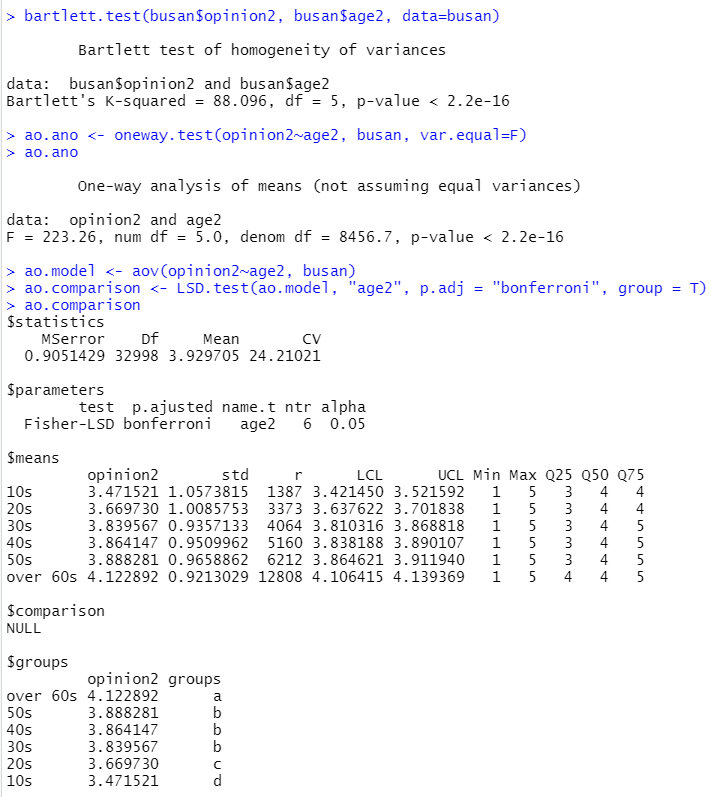 > bartlett.test(busan$opinion2, busan$age2, data=busan)
Bartlett test of homogeneity of variances
data:  busan$opinion2 and busan$age2
Bartlett's K-squared = 88.096, df = 5, p-value < 2.2e-16
> ao.ano <- oneway.test(opinion2~age2, busan, var.equal=F)
> ao.ano
One-way analysis of means (not assuming equal variances)
data:  opinion2 and age2
F = 223.26, num df = 5.0, denom df = 8456.7, p-value < 2.2e-16
> ao.model <- aov(opinion2~age2, busan)
> ao.comparison <- LSD.test(ao.model, "age2", p.adj = "bonferroni", group = T)
> ao.comparison
$statistics
MSerror    Df     Mean       CV
0.9051429 32998 3.929705 24.21021
$parameters
test  p.ajusted name.t ntr alpha
Fisher-LSD bonferroni   age2   6  0.05
$means
opinion2       std     r      LCL      UCL Min Max Q25 Q50 Q75
10s      3.471521 1.0573815  1387 3.421450 3.521592   1   5   3   4   4
20s      3.669730 1.0085753  3373 3.637622 3.701838   1   5   3   4   4
30s      3.839567 0.9357133  4064 3.810316 3.868818   1   5   3   4   5
40s      3.864147 0.9509962  5160 3.838188 3.890107   1   5   3   4   5
50s      3.888281 0.9658862  6212 3.864621 3.911940   1   5   3   4   5
over 60s 4.122892 0.9213029 12808 4.106415 4.139369   1   5   4   4   5
$comparison
NULL
$groups
opinion2 groups
over 60s 4.122892      a
50s      3.888281      b
40s      3.864147      b
30s      3.839567      b
20s      3.669730      c
10s      3.471521      d